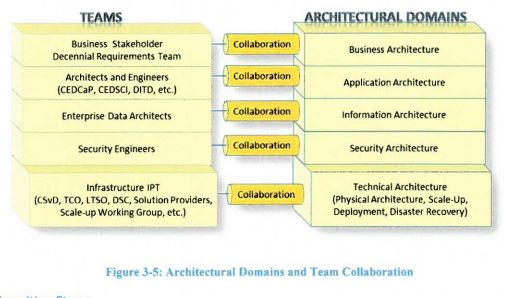 TEAMS
ARCHITECTURAL DOMAINS
Business Stakeholder
Decennial Requirements Team
Collaboration
Business Architecture
Architects and Engineers
(CEDCaP, CEDSCI, DITD, etc.)
Collaboration
Application Architecture
Enterprise Data Architects
Collaboration
Information Architecture
Security Engineers
Collaboration
Security Architecture
Infrastructure IPT
(CSvD, TCO, LTSO, DSC, Solution Providers,
Scale-up Working Group, etc.)
Collaboration
Technical Architecture
(Physical Architecture, Scale-Up,
Deployment, Disaster Recovery)
Figure 3-5: Architectural Domains and Team Collaboration